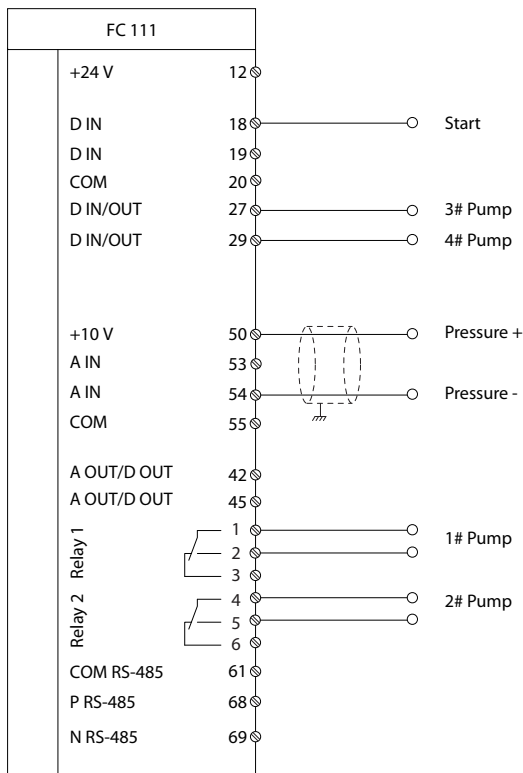 FC 111
+24 V 12
D IN 18 Start
D IN 19
COM 20
D IN/OUT 27 3# Pump
D IN/OUT 29 4# Pump
+10 V 50 Pressure +
A IN 53
A IN 54 Pressure -
COM 55
A OUT/D OUT 42
A OUT/D OUT 45
Relay 1
1
2
3
1# Pump
Relay 2
4
5
6
2# Pump
COM RS-485 61
P RS-485 68
N RS-485 69